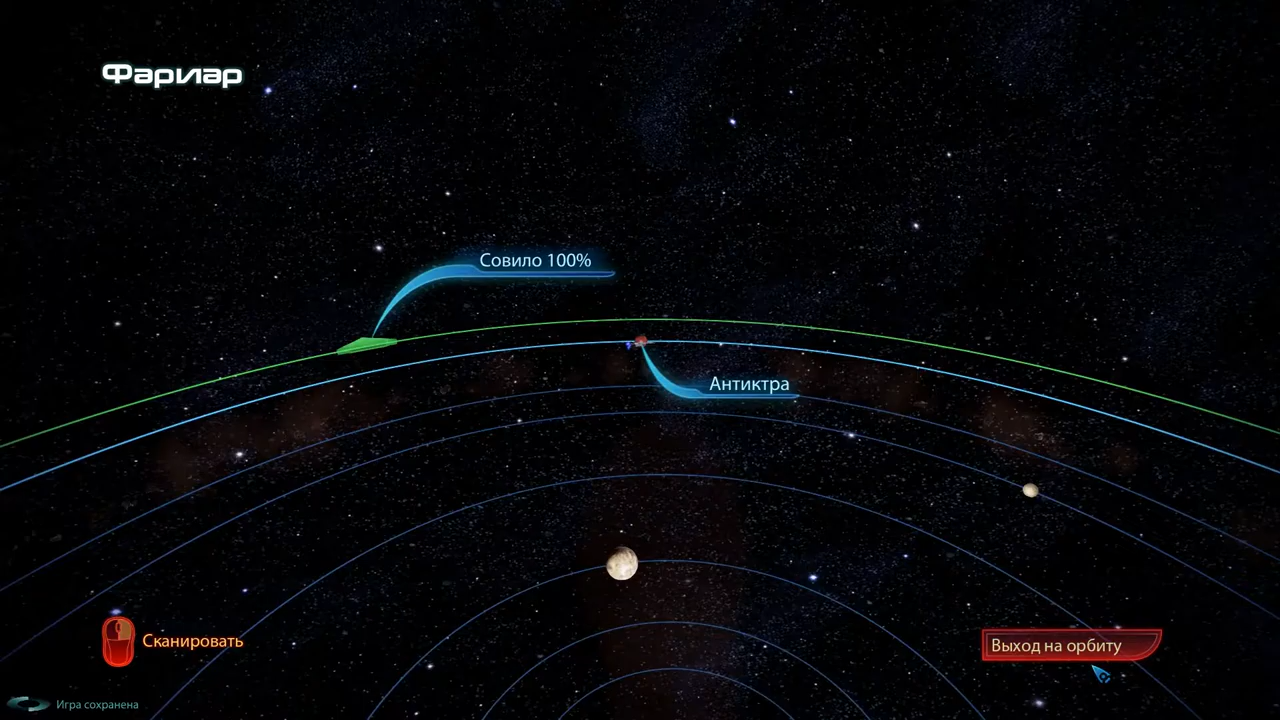 Фариар
Совило 100%
Антиктра
Сканировать
Выход на орбиту
Игра сохранена